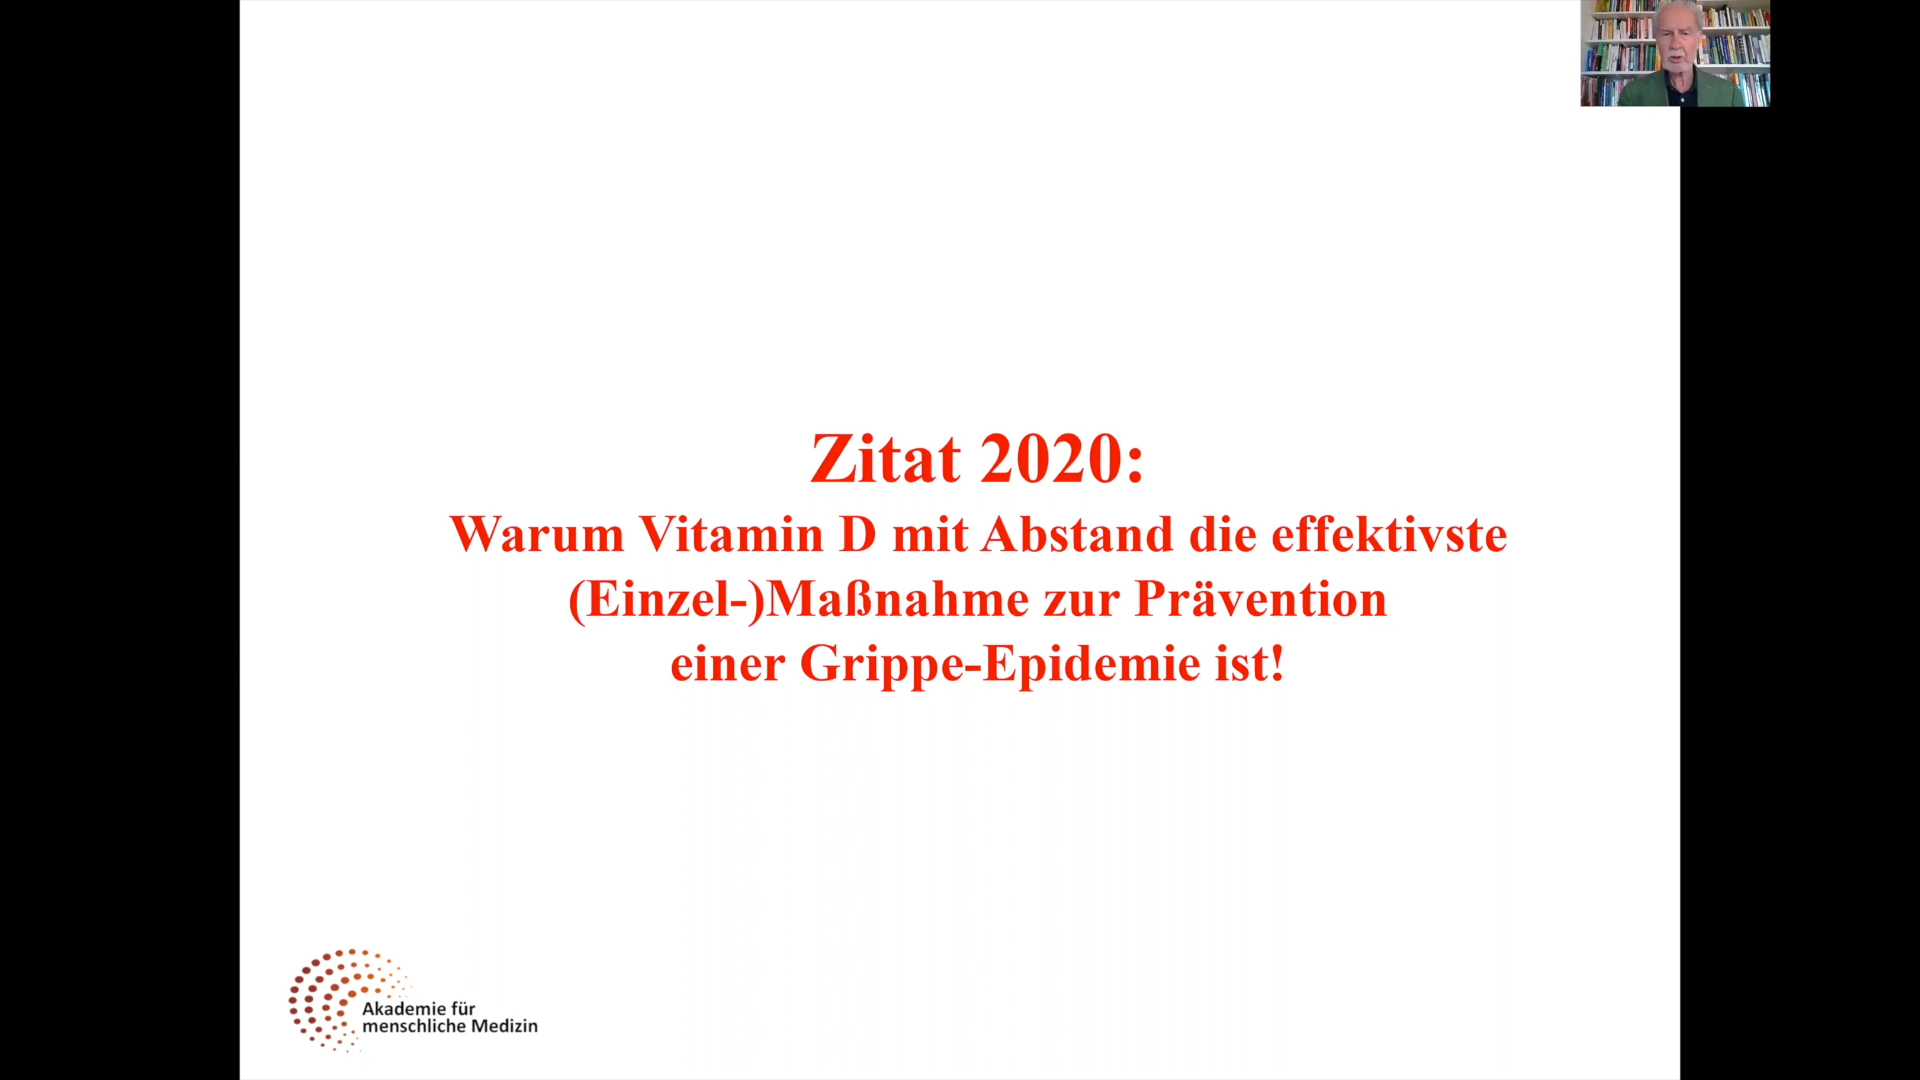 Zitat 2020:
Warum Vitamin D mit Abstand die effektivste
(Einzel-)Maßnahme zur Prävention
einer Grippe-Epidemie ist!
Akademie für
menschliche Medizin